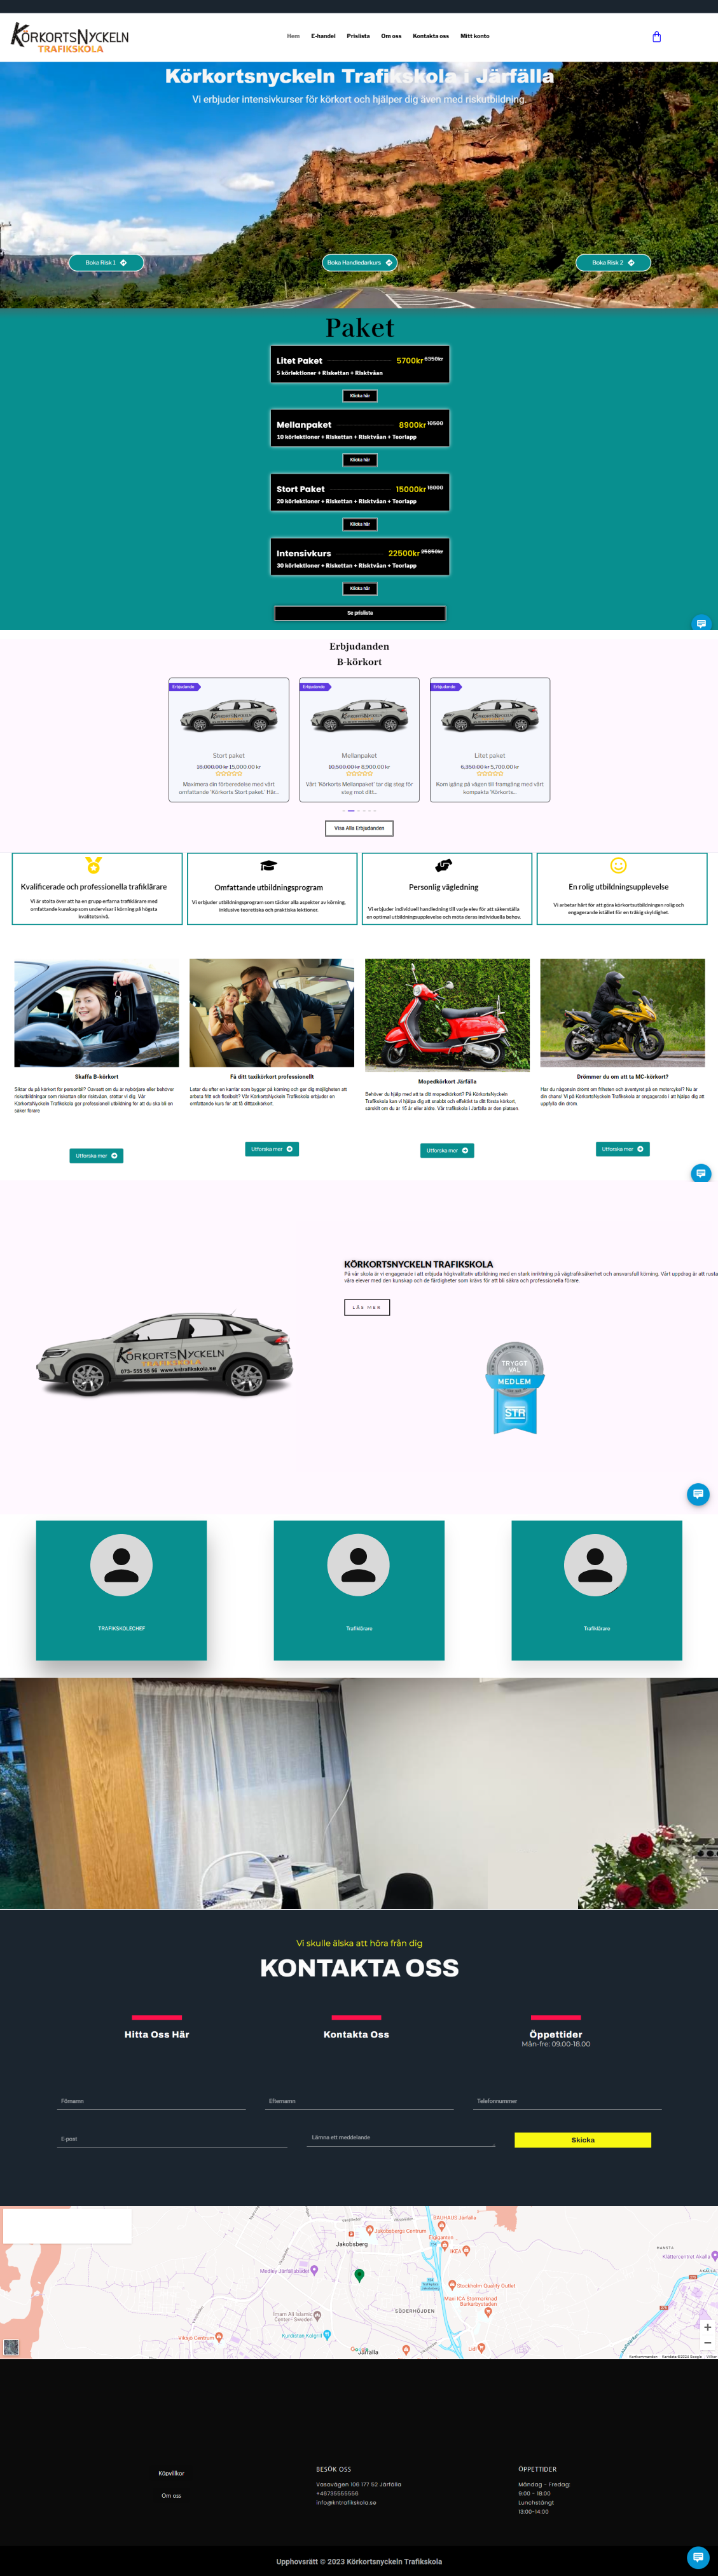 KÖRKORTSNYCKELN
TRAFIKSKOLA
Hem E-handel Prislista Om oss Kontakta oss Mitt konto
Körkortsnyckeln Trafikskola i Järfälla
Vi erbjuder intensivkurser för körkort och hjälper dig även med riskutbildning.
Boka Risk 1 Boka Handledarkurs Boka Risk 2
Paket
Litet Paket 5700kr 6350kr
5 körlektioner + Riskettan + Risktvåan
Klicka här
Mellanpaket 8900kr 10500
10 körlektioner + Riskettan + Risktvåan + Teoriapp
Klicka här
Stort Paket 15000kr 18000
20 körlektioner + Riskettan + Risktvåan + Teoriapp
Klicka här
Intensivkurs 22500kr 25850kr
30 körlektioner + Riskettan + Risktvåan + Teoriapp
Klicka här
Se prislista
Erbjudanden
B-körkort
Erbjudande Erbjudande Erbjudande
Stort paket Mellanpaket Litet paket
18,000.00 kr 15,000.00 kr 10,500.00 kr 8,900.00 kr 6,350.00 kr 5,700.00 kr
Maximera din förberedelse med vårt Vårt 'Körkorts Mellanpaket' tar dig steg för Kom igång på vägen till framgång med vårt
omfattande 'Körkorts Stort paket.' Här... steg mot ditt... kompakta 'Körkorts...
Visa Alla Erbjudanden
Kvalificerade och professionella trafiklärare
Vi är stolta över att ha en grupp erfarna trafiklärare med
omfattande kunskap som undervisar i körning på högsta
kvalitetsnivå.
Omfattande utbildningsprogram
Vi erbjuder utbildningsprogram som täcker alla aspekter av körning,
inklusive teoretiska och praktiska lektioner.
Personlig vägledning
Vi erbjuder individuell handledning till varje elev för att säkerställa
en optimal utbildningsupplevelse och möta deras individuella behov.
En rolig utbildningsupplevelse
Vi arbetar hårt för att göra körkortsutbildningen rolig och
engagerande istället för en tråkig skyldighet.
Skaffa B-körkort
Siktar du på körkort för personbil? Oavsett om du är nybörjare eller behöver
riskutbildningar som risketten eller risktvåan, stöttar vi dig. Vår
KörkortsNyckeln Trafikskola ger professionell utbildning för att du ska bli en
säker förare
Utforska mer
Få ditt taxikörkort professionellt
Letar du efter en karriär som bygger på körning och ger dig möjligheten att
arbeta fritt och flexibelt? Vår KörkortsNyckeln Trafikskola erbjuder en
omfattande kurs för att få dittaxikörkort.
Utforska mer
Mopedkörkort Järfälla
Behöver du hjälp med att ta ditt mopedkörkort? På KörkortsNyckeln
Trafikskola kan vi hjälpa dig att snabbt och effektivt ta ditt första körkort,
särskilt om du är 15 år eller äldre. Vår trafikskola i Järfälla är den platsen.
Utforska mer
Drömmer du om att ta MC-körkort?
Har du någonsin drömt om friheten och äventyret på en motorcykel? Nu är
din chans! Vi på KörkortsNyckeln Trafikskola är engagerade i att hjälpa dig att
uppfylla din dröm.
Utforska mer
KÖRKORTSNYCKELN TRAFIKSKOLA
På vår skola är vi engagerade i att erbjuda högkvalitativ utbildning med en stark inriktning på vägtrafiksäkerhet och ansvarsfull körning. Vårt uppdrag är att rusta
våra elever med den kunskap och de färdigheter som krävs för att bli säkra och professionella förare.
LÄS MER
KÖRKORTSNYCKELN
TRAFIKSKOLA
073- 555 55 56 www.kntrafikskola.se
TRYGGT
VAL
MEDLEM
STR
TRAFIKSKOLECHEF Trafiklärare Trafiklärare
Vi skulle älska att höra från dig
KONTAKTA OSS
Hitta Oss Här Kontakta Oss Öppettider
Mån-fre: 09.00-18.00
Förnamn Efternamn Telefonnummer
E-post Lämna ett meddelande Skicka
BAUHAUS Järfälla
Jakobsbergs Centrum
Jakobsberg
IKEA
Klättercentret Akalla
Medley Järfällabadet
Stockholm Quality Outlet
Maxi ICA Stormarknad
Barkarbystaden
SÖDERHÖJDEN
Imam Ali Islamic
Center - Sweden
Viksjö Centrum
Kurdistan Kolgrill
Google
Järfälla
Lidl
Köpvillkor
Om oss
BESÖK OSS
Vasavägen 106 177 52 Järfälla
+46735555556
info@kntrafikskola.se
ÖPPETTIDER
Måndag - Fredag:
9:00 - 18:00
Lunchstängt
13:00-14:00
Upphovsrätt © 2023 Körkortsnyckeln Trafikskola